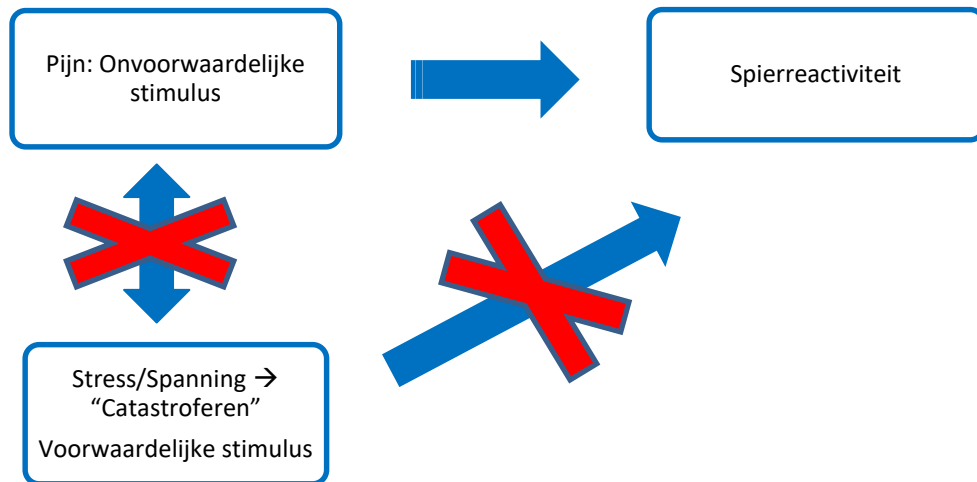 Pijn: Onvoorwaardelijke
stimulus
Spierreactiviteit
Stress/Spanning →
“Catastroferen”
Voorwaardelijke stimulus